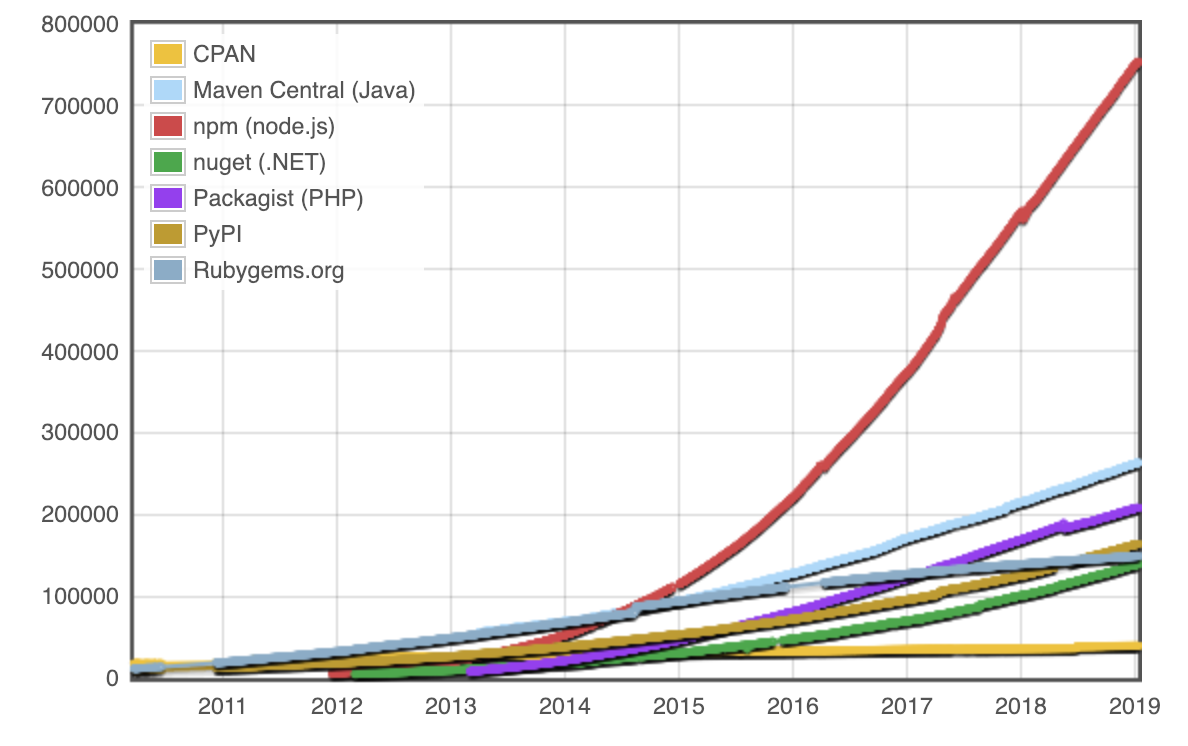 800000
700000
600000
500000
400000
300000
200000
100000
0
CPAN
Maven Central (Java)
npm (node.js)
nuget (.NET)
Packagist (PHP)
PyPI
Rubygems.org
2011 2012 2013 2014 2015 2016 2017 2018 2019